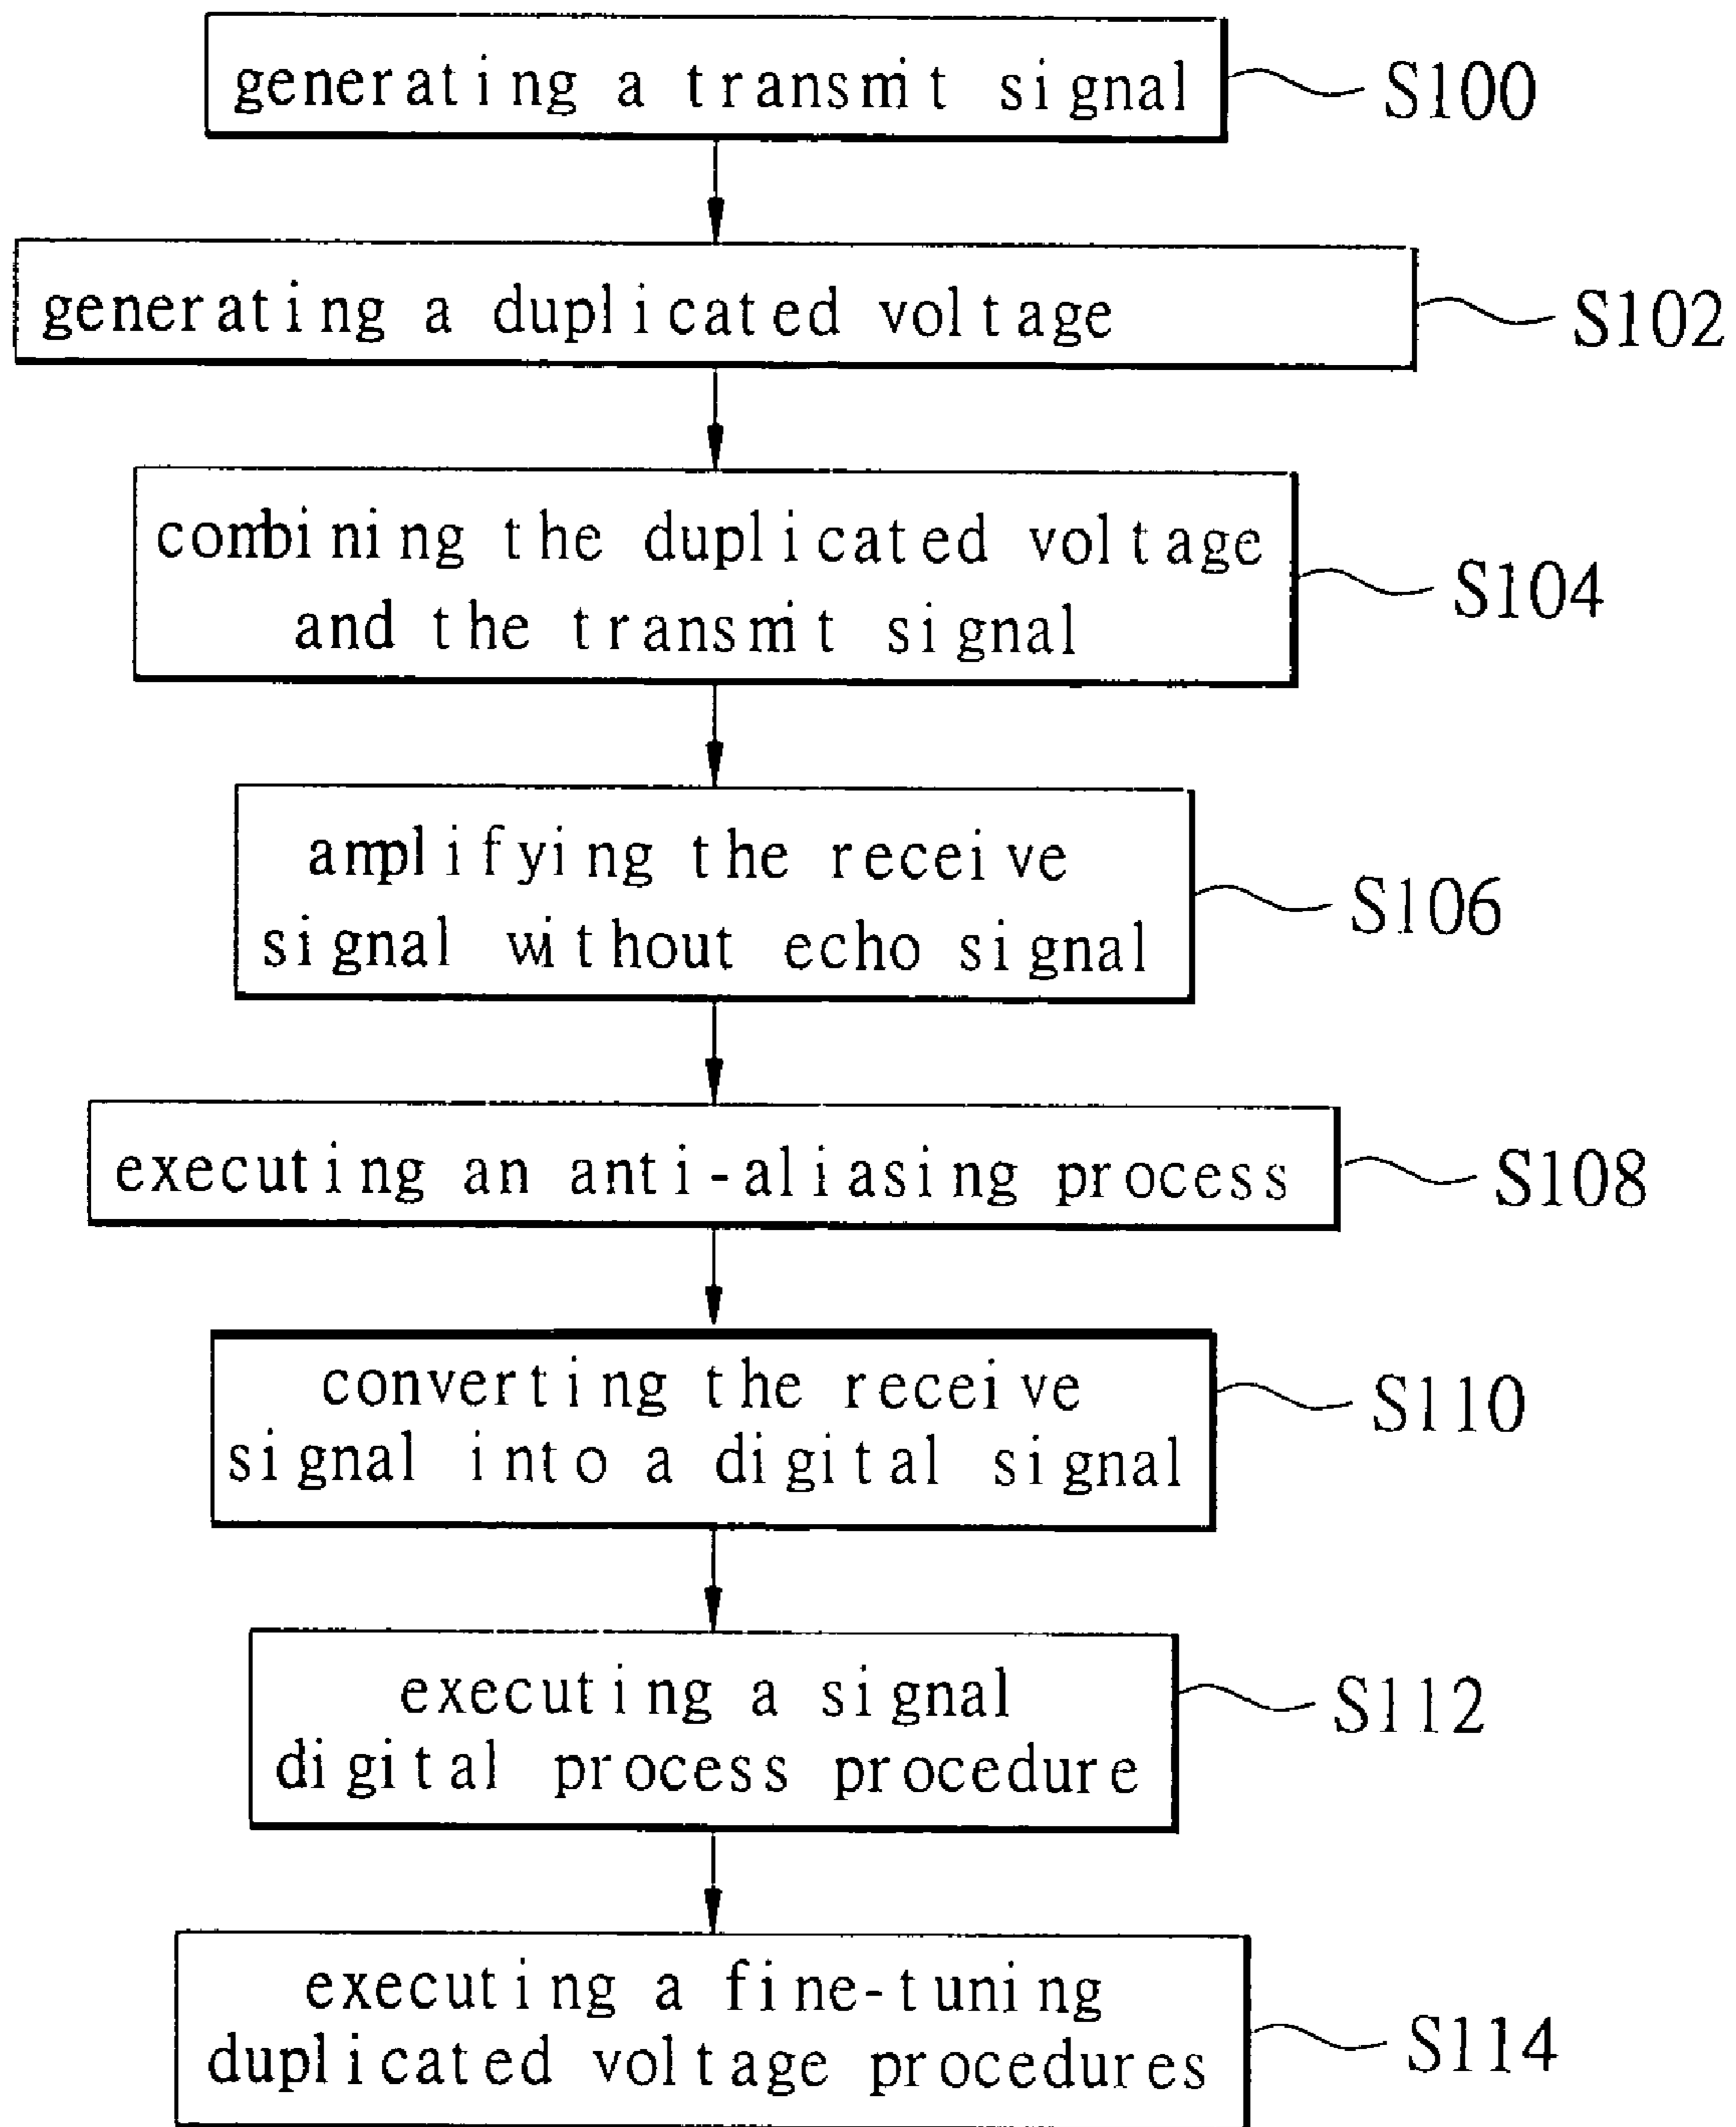 generating a transmit signal
S100
generating a duplicated voltage
S102
combining the duplicated voltage
and the transmit signal
S104
amplifying the receive
signal without echo signal
S106
executing an anti-aliasing process
S108
converting the receive
signal into a digital signal
S110
executing a signal
digital process procedure
S112
executing a fine-tuning
duplicated voltage procedures
S114